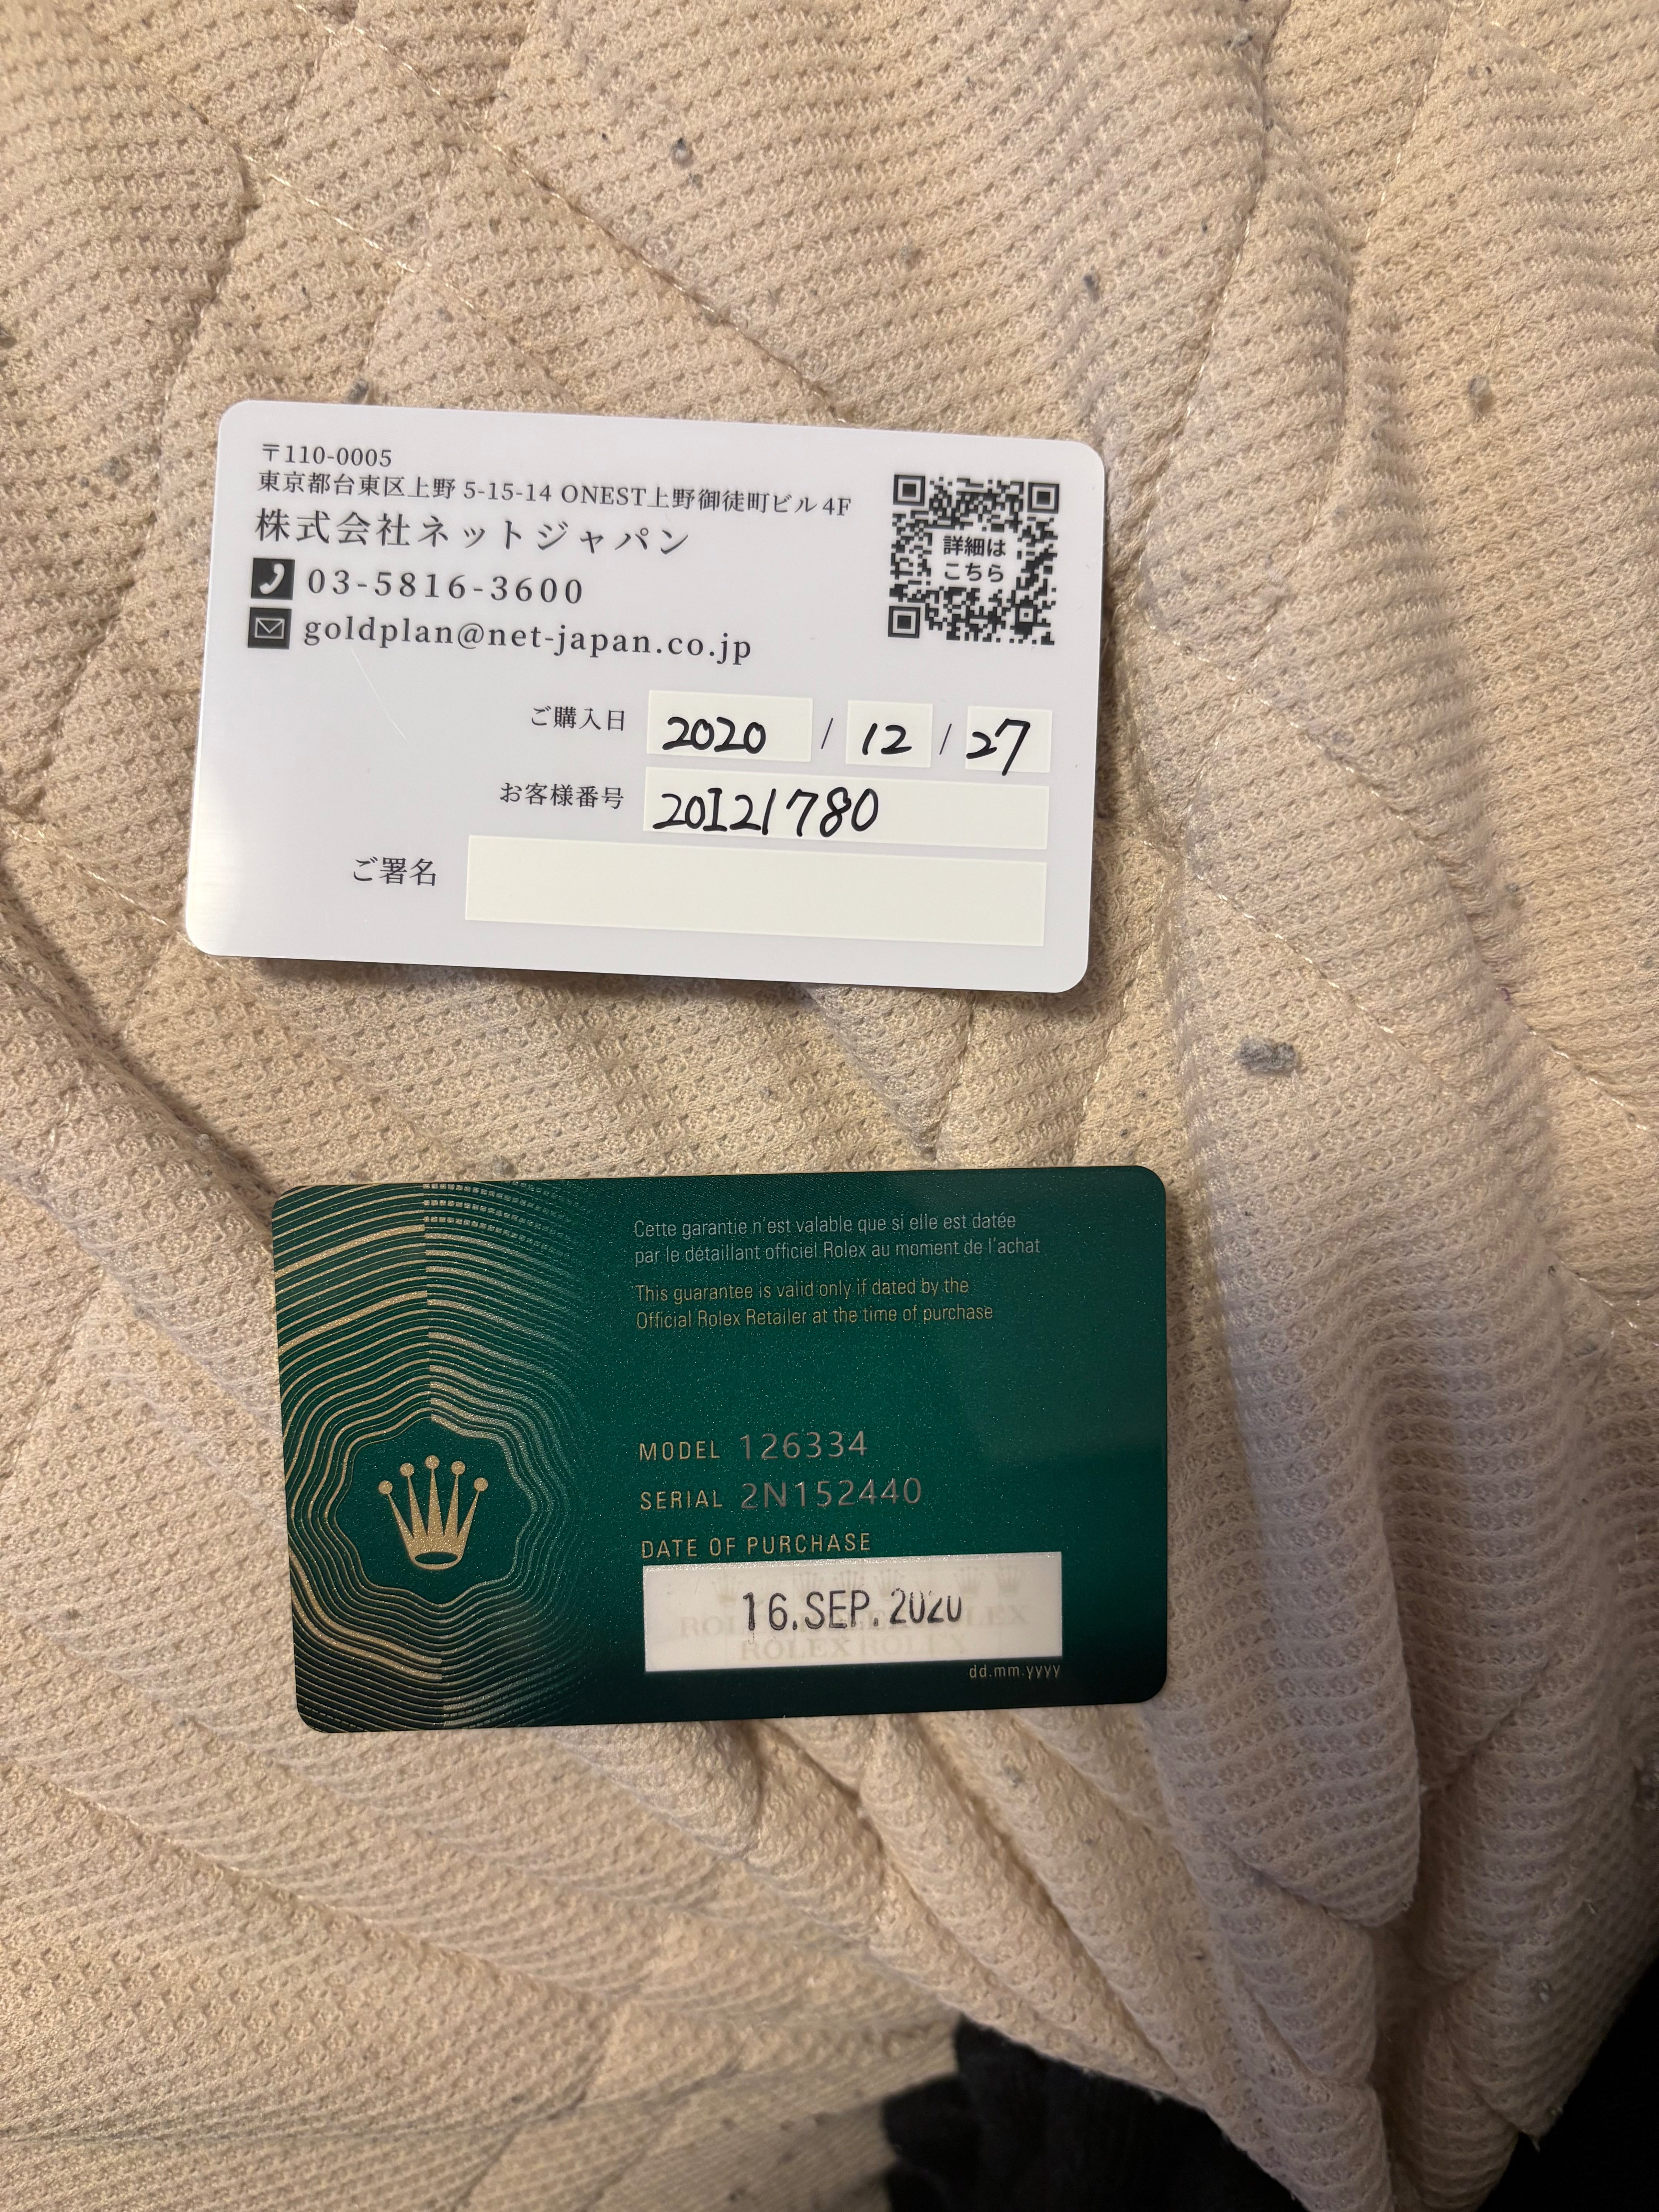 〒110-0005
東京都台東区上野 5-15-14 ONEST上野御徒町ビル 4F
株式会社ネットジャパン
03-5816-3600
goldplan@net-japan.co.jp
詳細は
こちら
ご購入日 2020 / 12 / 27
お客様番号 20I21780
ご署名
Cette garantie n'est valable que si elle est datée
par le détaillant officiel Rolex au moment de l'achat
This guarantee is valid only if dated by the
Official Rolex Retailer at the time of purchase
MODEL 126334
SERIAL 2N152440
DATE OF PURCHASE
16.SEP.2020
ROLEX ROLEX
dd.mm.yyyy